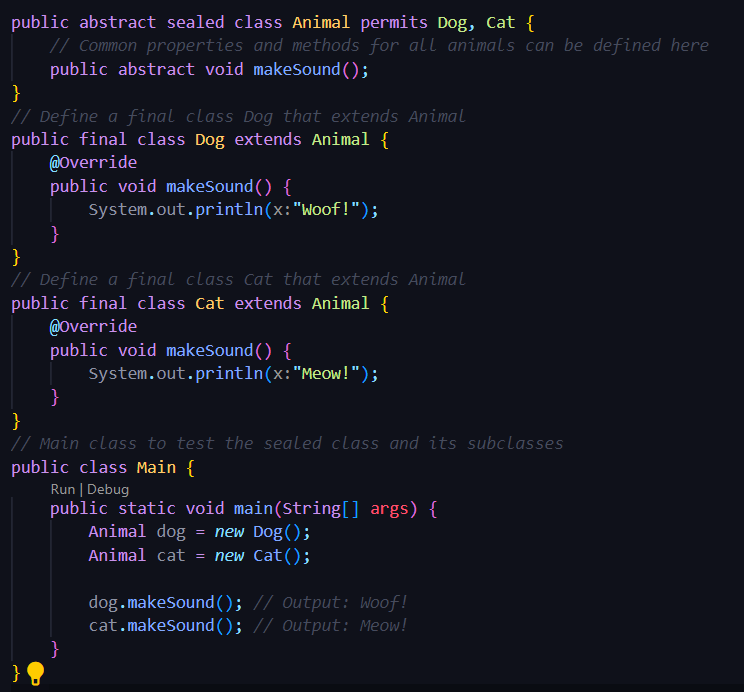 public abstract sealed class Animal permits Dog, Cat {
    // Common properties and methods for all animals can be defined here
    public abstract void makeSound();
}
// Define a final class Dog that extends Animal
public final class Dog extends Animal {
    @Override
    public void makeSound() {
        System.out.println(x:"Woof!");
    }
}
// Define a final class Cat that extends Animal
public final class Cat extends Animal {
    @Override
    public void makeSound() {
        System.out.println(x:"Meow!");
    }
}
// Main class to test the sealed class and its subclasses
public class Main {
    Run | Debug
    public static void main(String[] args) {
        Animal dog = new Dog();
        Animal cat = new Cat();

        dog.makeSound(); // Output: Woof!
        cat.makeSound(); // Output: Meow!
    }
}